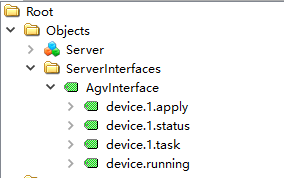 Root
Objects
Server
ServerInterfaces
AgvInterface
device.1.apply
device.1.status
device.1.task
device.running